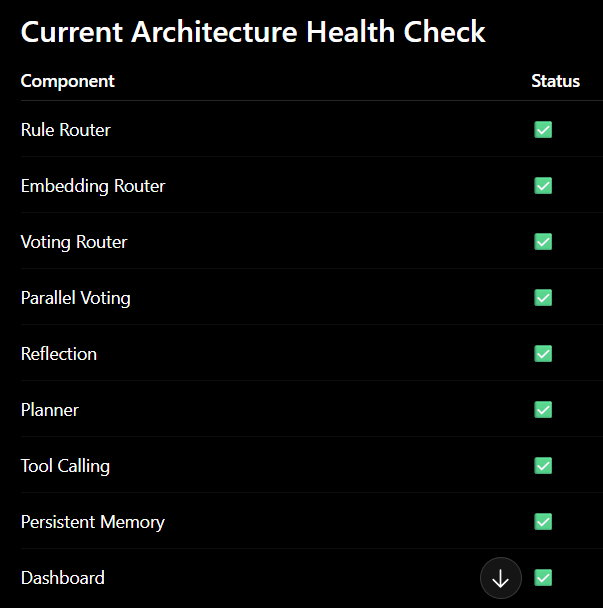 Current Architecture Health Check
Component Status
Rule Router ✅
Embedding Router ✅
Voting Router ✅
Parallel Voting ✅
Reflection ✅
Planner ✅
Tool Calling ✅
Persistent Memory ✅
Dashboard ✅